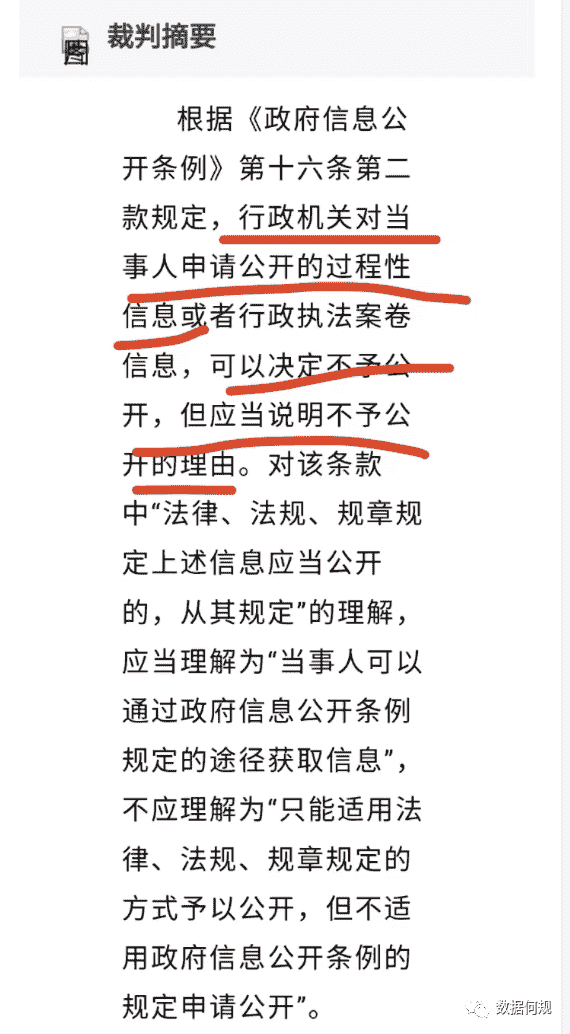 图
裁判摘要
根据《政府信息公
开条例》第十六条第二
款规定，行政机关对当
事人申请公开的过程性
信息或者行政执法案卷
信息，可以决定不予公
开，但应当说明不予公
开的理由。对该条款
中“法律、法规、规章规
定上述信息应当公开
的，从其规定”的理解，
应当理解为“当事人可以
通过政府信息公开条例
规定的途径获取信息”，
不应理解为“只能适用法
律、法规、规章规定的
方式予以公开，但不适
用政府信息公开条例的
规定申请公开”。
数据何规